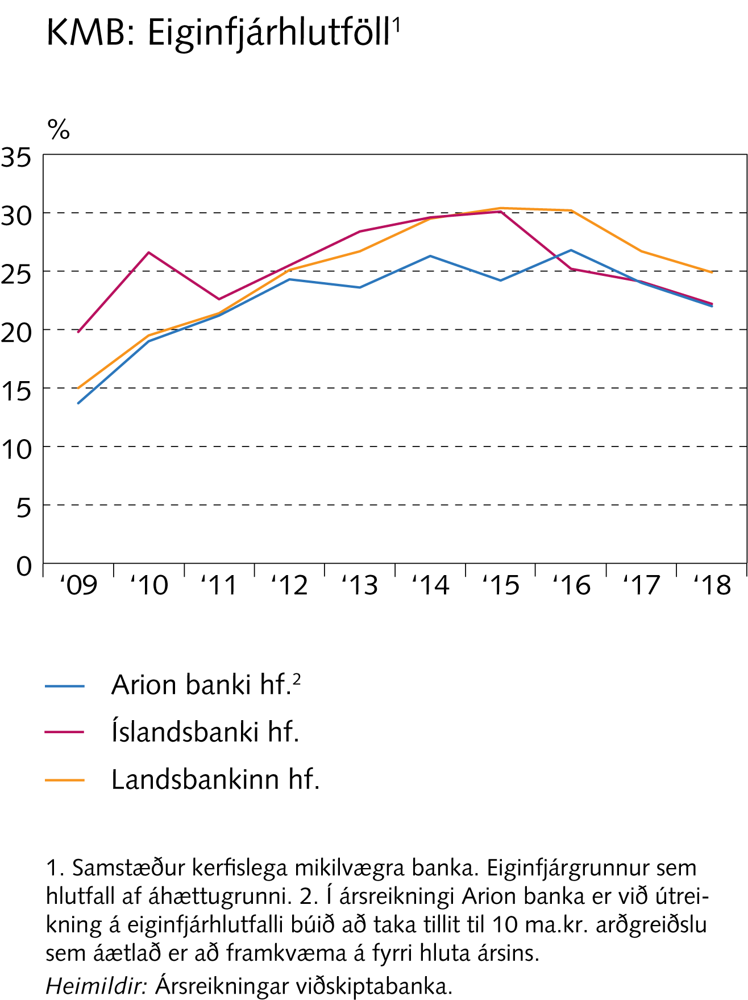 KMB: Eiginfjárhlutföll¹
%
35
30
25
20
15
10
5
0
‘09 ‘10 ‘11 ‘12 ‘13 ‘14 ‘15 ‘16 ‘17 ‘18
Arion banki hf.²
Íslandsbanki hf.
Landsbankinn hf.
1. Samstæður kerfislega mikilvægra banka. Eiginfjárgrunnur sem
hlutfall af áhættugrunni. 2. Í ársreikningi Arion banka er við útrei-
kning á eiginfjárhlutfalli búið að taka tillit til 10 ma.kr. arðgreiðslu
sem áætlað er að framkvæma á fyrri hluta ársins.
Heimildir: Ársreikningar viðskiptabanka.